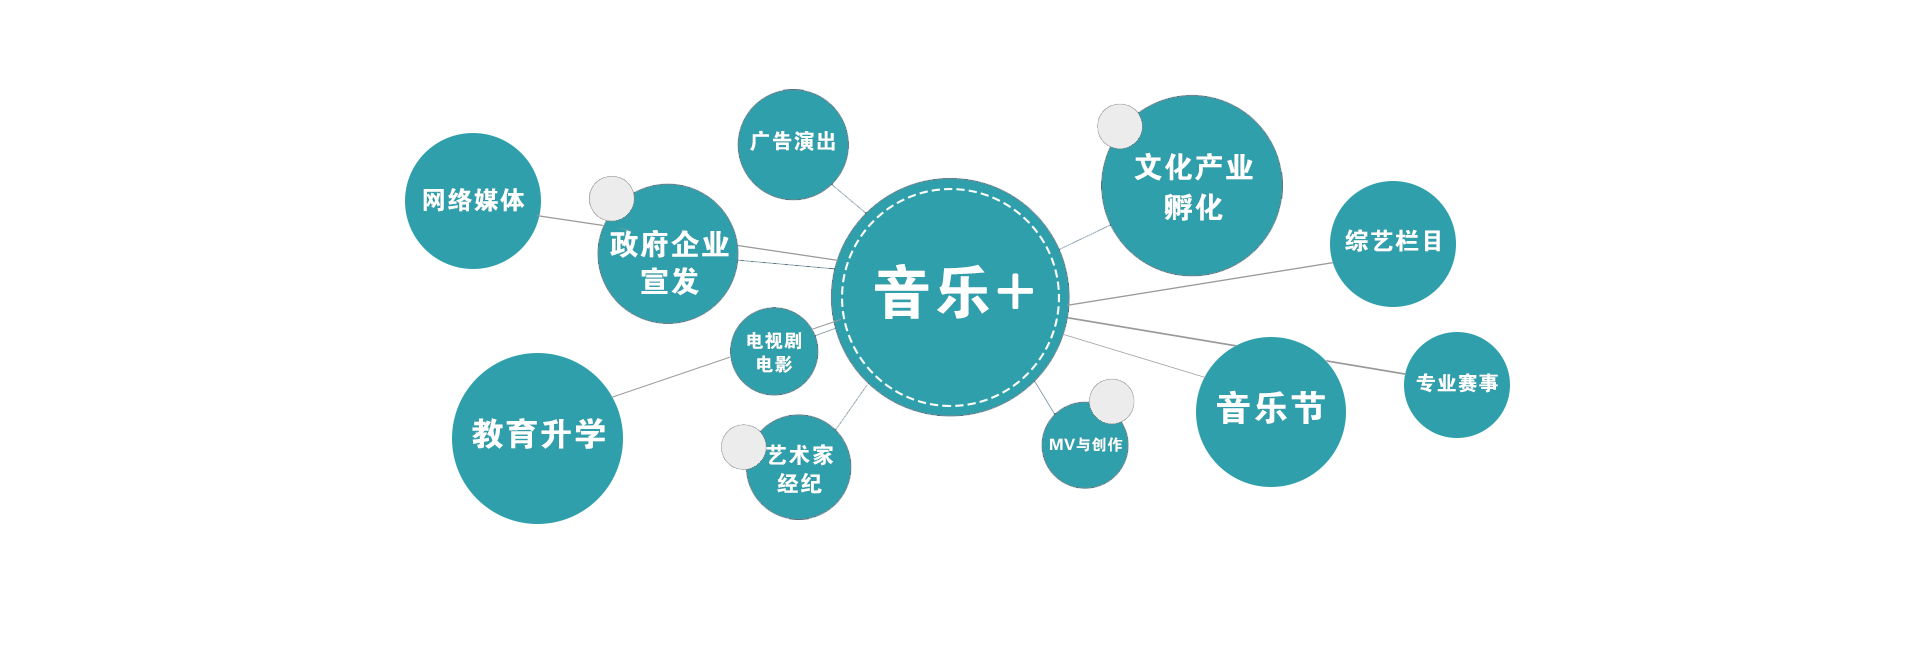 广告演出
文化产业
孵化
网络媒体
政府企业
宣发
综艺栏目
音乐+
电视剧
电影
专业赛事
音乐节
教育升学
艺术家
经纪
MV与创作